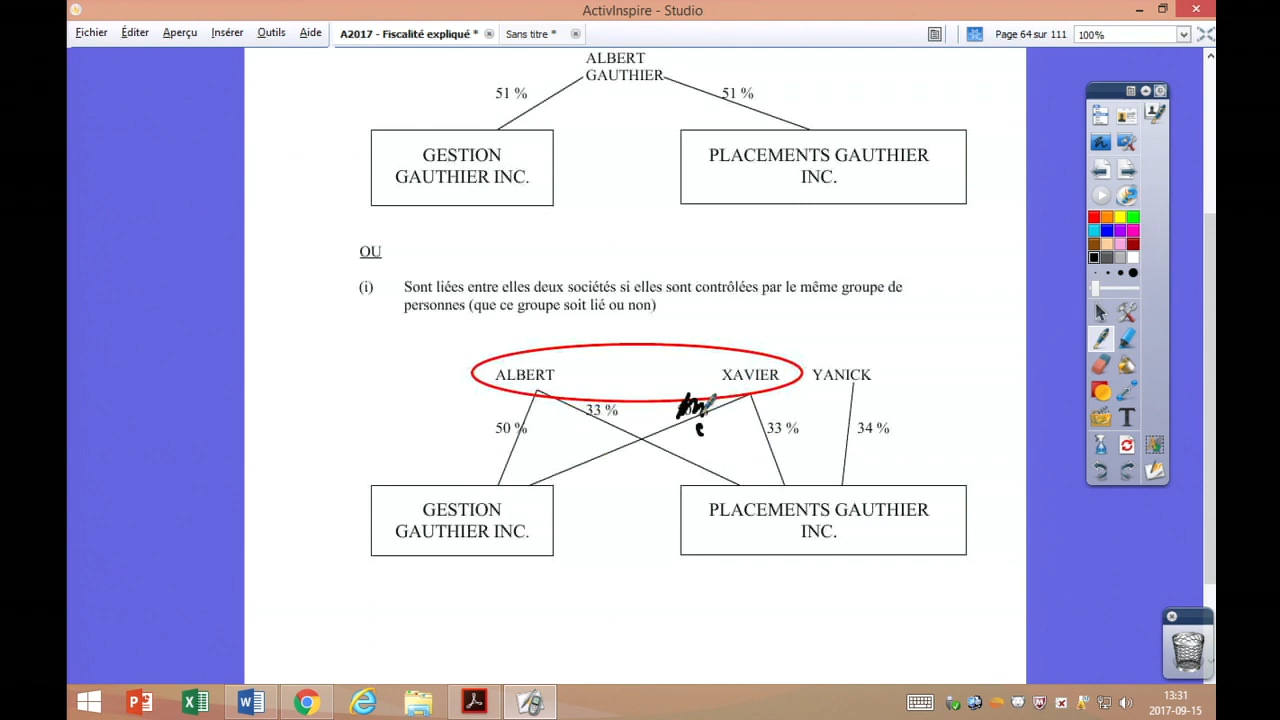 ActivInspire - Studio
Fichier Éditer Aperçu Insérer Outils Aide A2017 - Fiscalité expliqué * Sans titre * Page 64 sur 111 100%
ALBERT
GAUTHIER
51 % 51 %
GESTION
GAUTHIER INC.
PLACEMENTS GAUTHIER
INC.
OU
(i) Sont liées entre elles deux sociétés si elles sont contrôlées par le même groupe de
personnes (que ce groupe soit lié ou non)
ALBERT XAVIER YANICK
33 %
50 % 33 % 34 %
GESTION
GAUTHIER INC.
PLACEMENTS GAUTHIER
INC.
13:31
2017-09-15